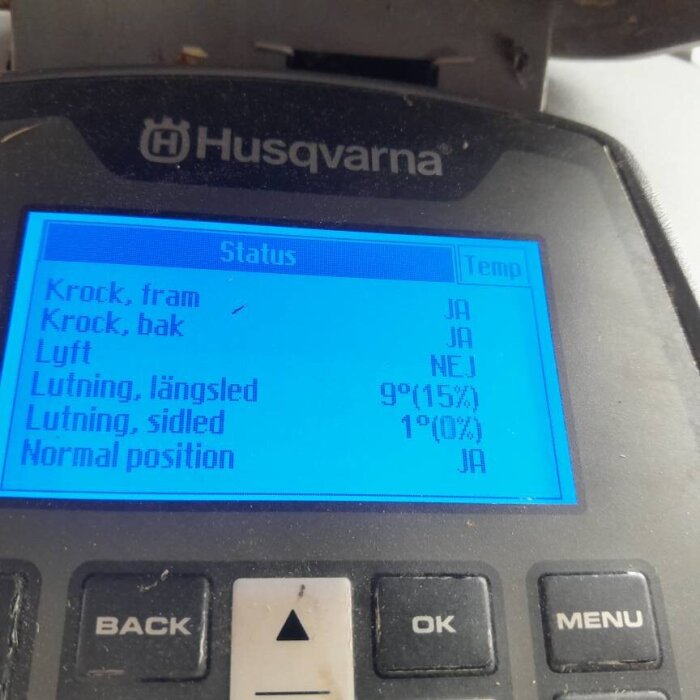 Husqvarna®
Status Temp
Krock, fram JA
Krock, bak JA
Lyft NEJ
Lutning, längsled 9°(15%)
Lutning, sidled 1°(0%)
Normal position JA
BACK OK MENU